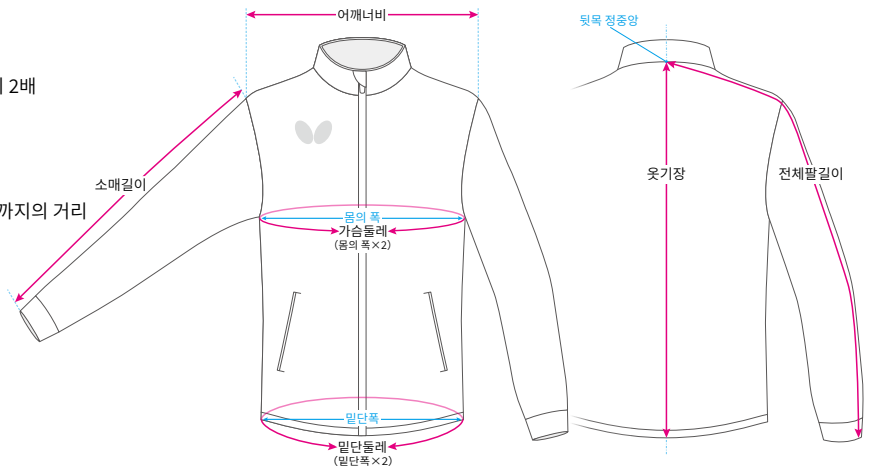 어깨너비
뒷목 정중앙
2배
소매길이
옷기장
전체팔길이
까지의 거리
몸의 폭
가슴둘레
(몸의 폭×2)
밑단폭
밑단둘레
(밑단폭×2)